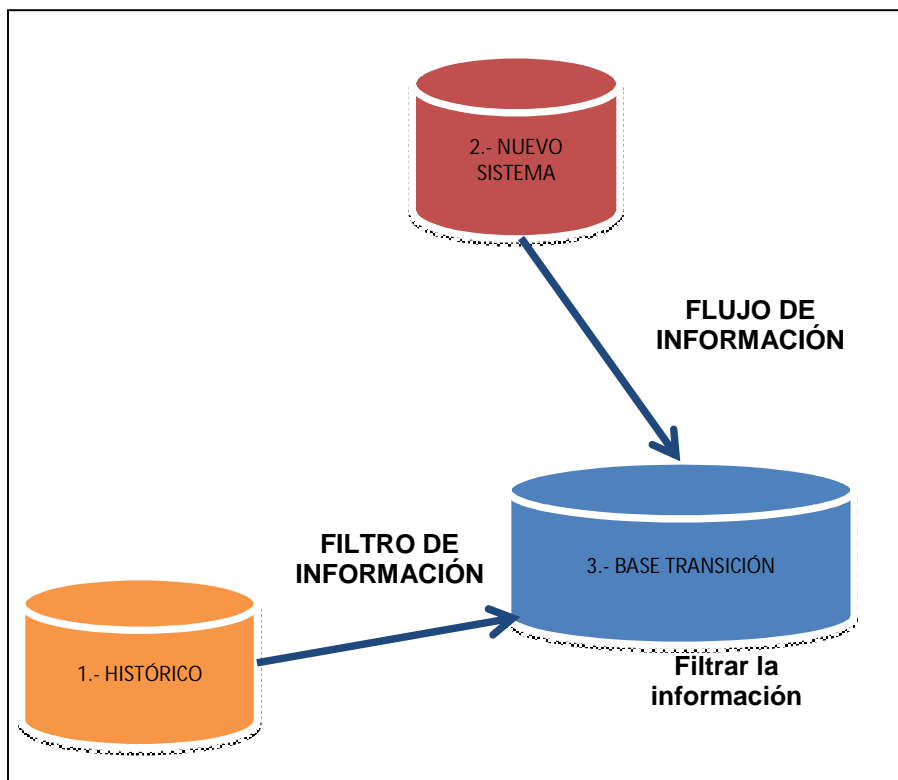 2.- NUEVO
SISTEMA
FLUJO DE
INFORMACIÓN
FILTRO DE
INFORMACIÓN
3.- BASE TRANSICIÓN
1.- HISTÓRICO
Filtrar la
información